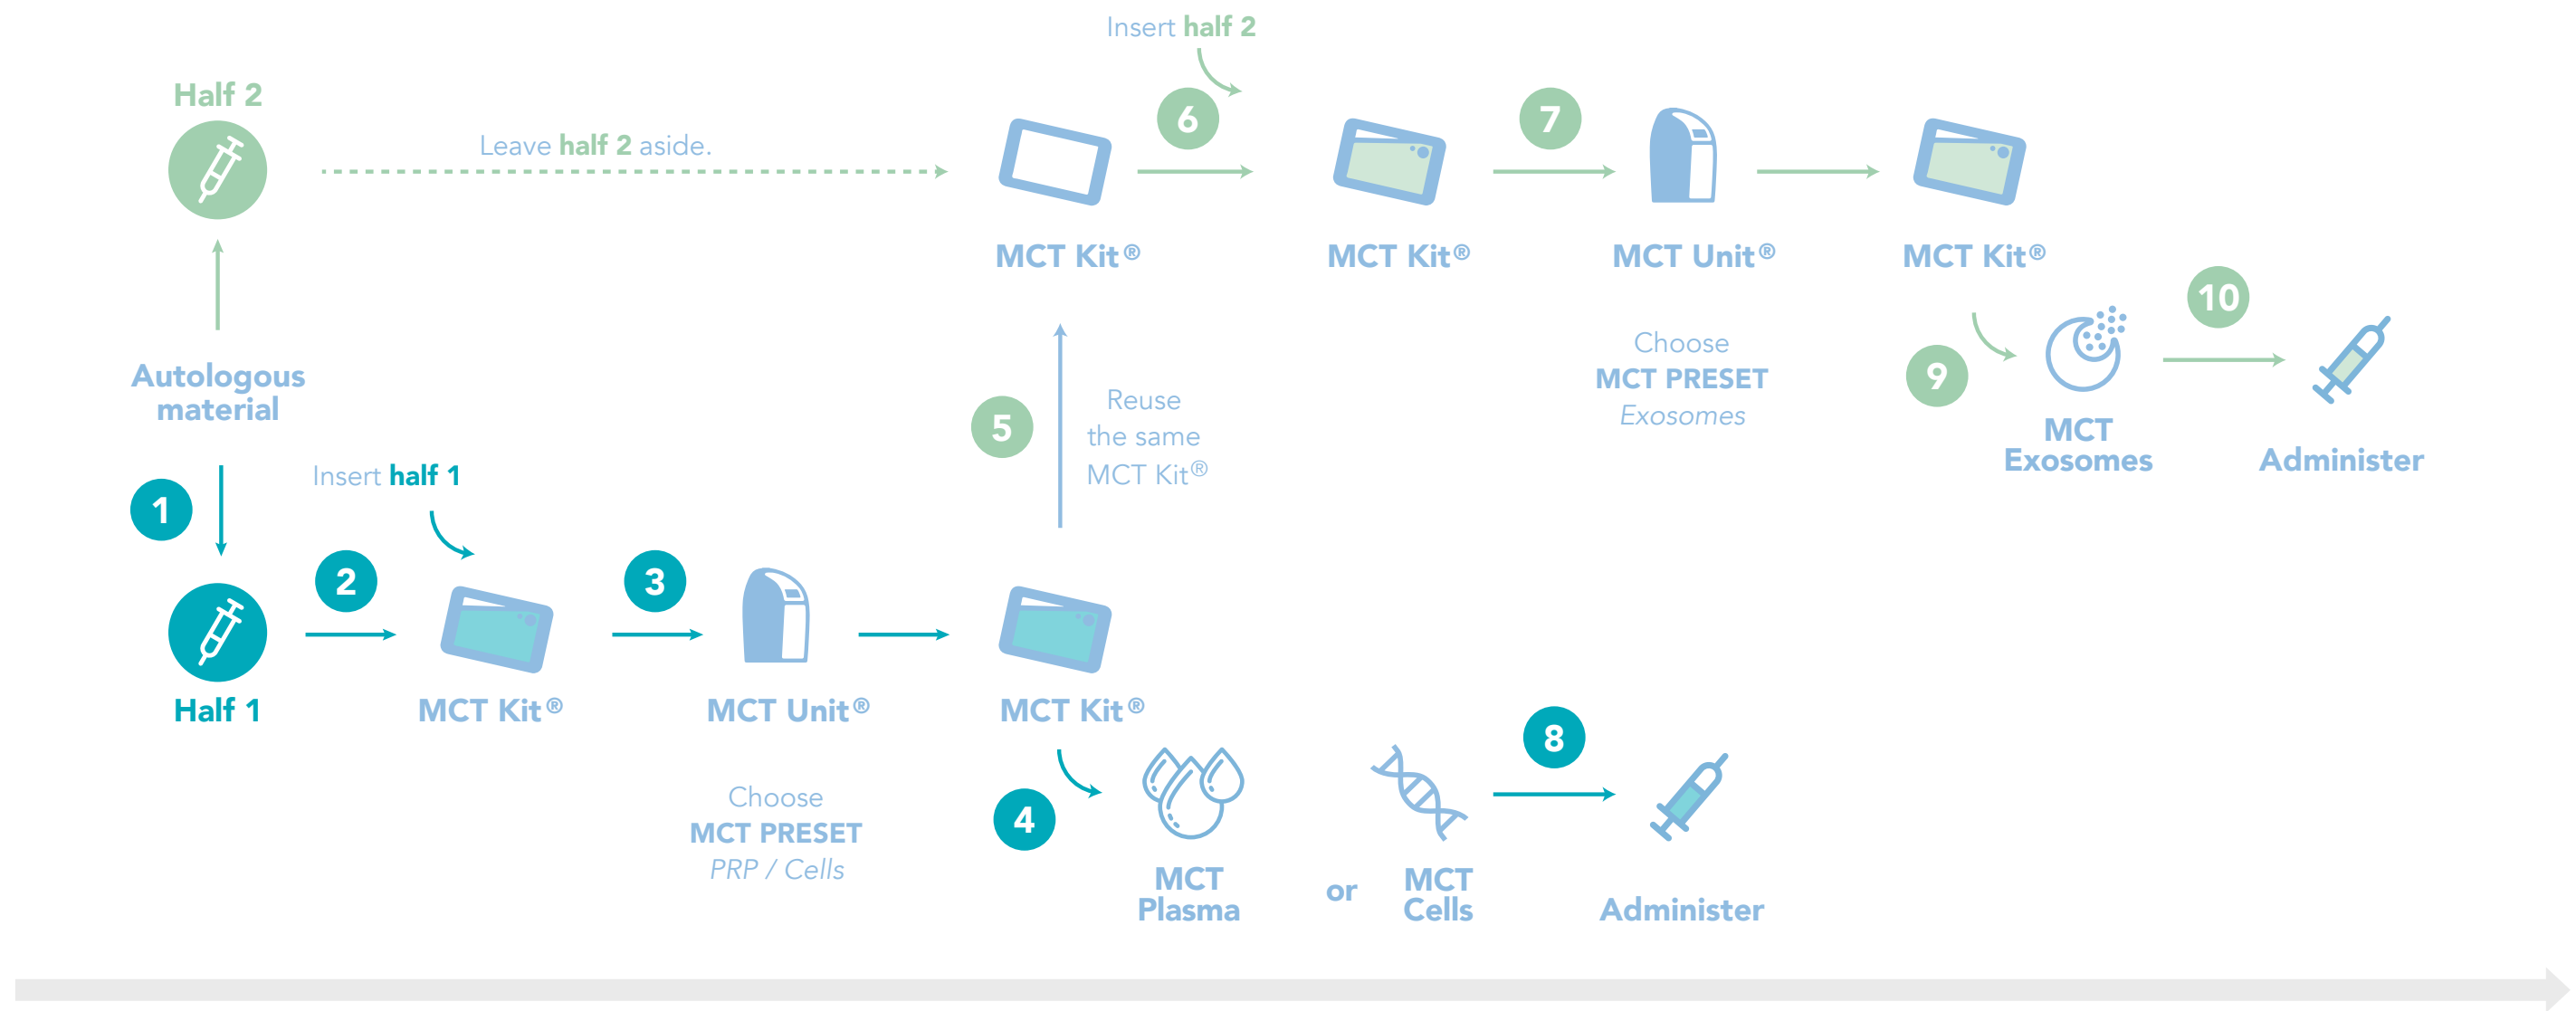 Insert half 2
Half 2
Leave half 2 aside.
6
7
MCT Kit®
MCT Kit®
MCT Unit®
MCT Kit®
Autologous
material
5
Reuse
the same
MCT Kit®
Choose
MCT PRESET
Exosomes
9
10
MCT
Exosomes
Administer
1
Insert half 1
2
3
Half 1
MCT Kit®
MCT Unit®
MCT Kit®
Choose
MCT PRESET
PRP / Cells
4
8
MCT
Plasma
or
MCT
Cells
Administer